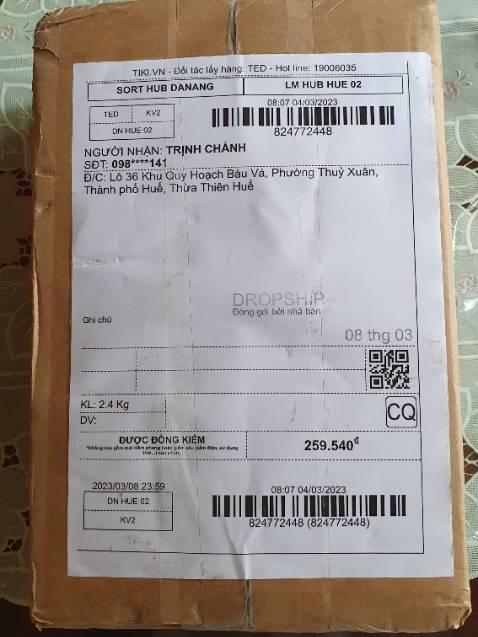 TIKI.VN - Đối tác lấy hàng: TED - Hot line: 19006035
SORT HUB DANANG
LM HUB HUE 02
TED
KV2
DN HUE 02
08:07 04/03/2023
824772448
NGƯỜI NHẬN: TRỊNH CHÁNH
SĐT: 098****141
Đ/C: Lô 36 Khu Quy Hoạch Bàu Vá, Phường Thuỷ Xuân,
Thành phố Huế, Thừa Thiên Huế
DROPSHIP
Đóng gói bởi nhà bán
Ghi chú
08 thg 03
KL: 2.4 Kg
DV:
CQ
ĐƯỢC ĐỒNG KIỂM
259.540₫
2023/03/08 23:59
DN HUE 02
KV2
08:07 04/03/2023
824772448 (824772448)